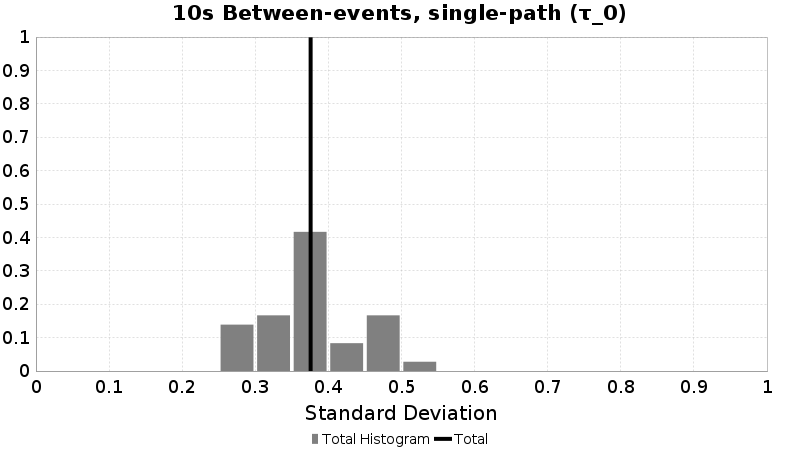 10s Between-events, single-path (τ_0)
1
0.9
0.8
0.7
0.6
0.5
0.4
0.3
0.2
0.1
0
0 0.1 0.2 0.3 0.4 0.5 0.6 0.7 0.8 0.9 1
Standard Deviation
Total Histogram Total